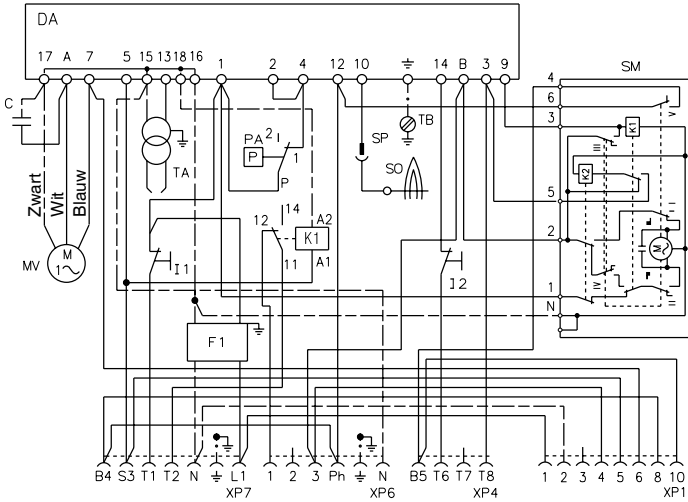 DA
17 A 7 5 15 13 18 16 1 2 4 12 10 14 B 3 9
SM
4
6
3
5
2
1
N
C
Zwart
Wit
Blauw
MV
M
1~
TA
PA
P
2
1
P
SP
SO
TB
K1
K2
V
III
I
M
IV
II
14
12
11
A2
K1
A1
I1
I2
F1
B4 S3 T1 T2 N L1 1 2 3 Ph N B5 T6 T7 T8 1 2 3 4 5 6 8 10
XP7 XP6 XP4 XP1